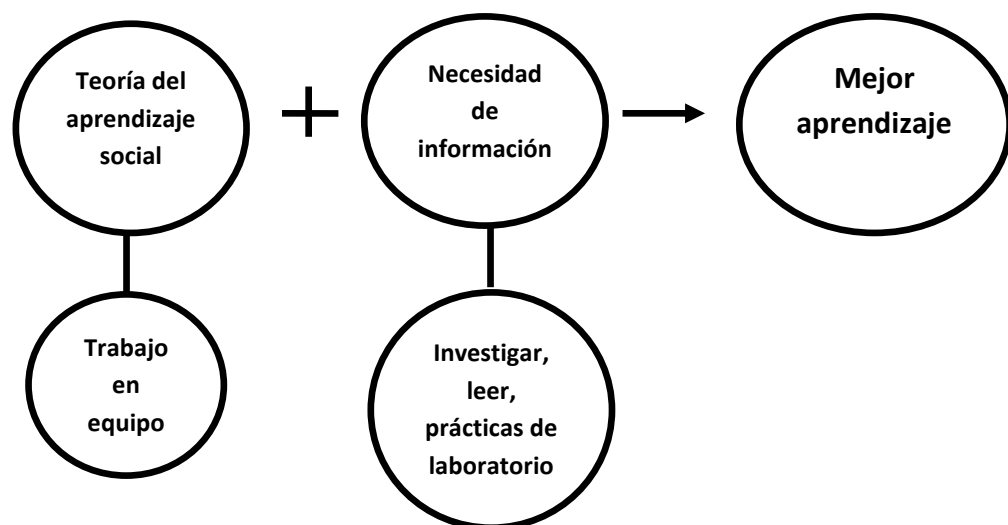 Teoría del
aprendizaje
social
Necesidad
de
información
Mejor
aprendizaje
Trabajo
en
equipo
Investigar,
leer,
prácticas de
laboratorio